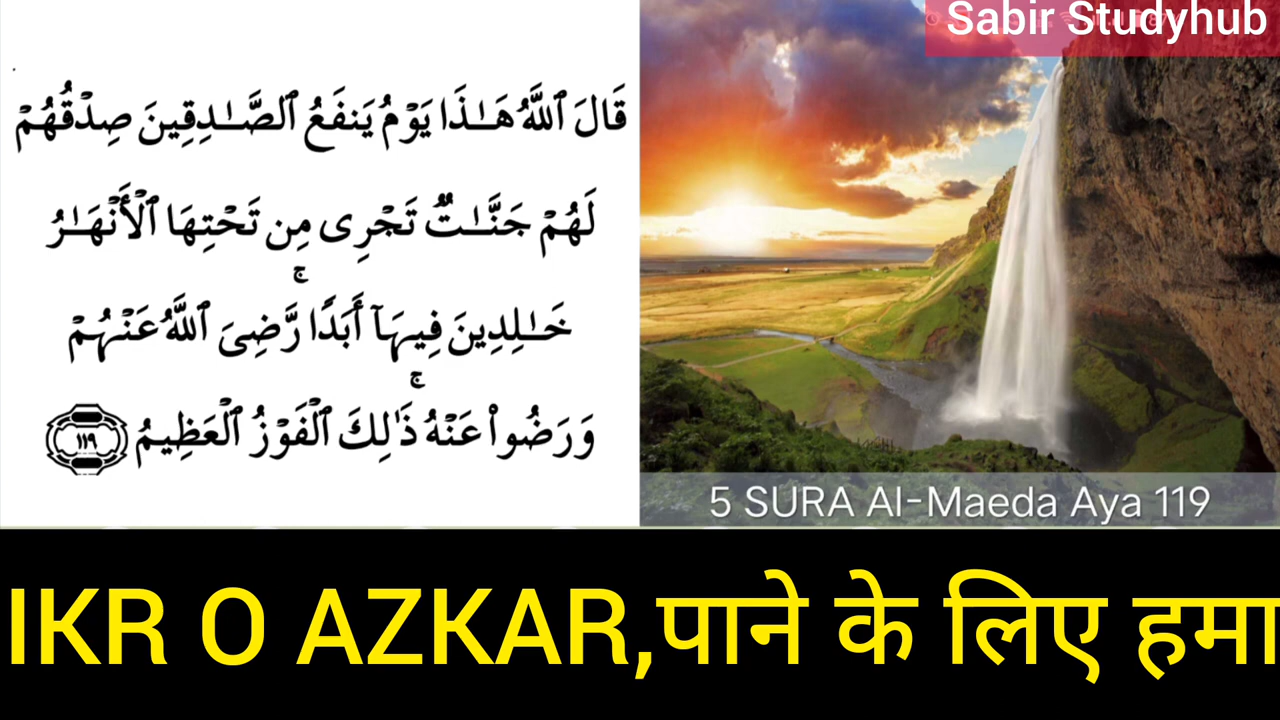 Sabir Studyhub
قَالَ ٱللَّهُ هَـٰذَا يَوْمُ يَنفَعُ ٱلصَّـٰدِقِينَ صِدْقُهُمْ
لَهُمْ جَنَّـٰتٌ تَجْرِى مِن تَحْتِهَا ٱلْأَنْهَـٰرُ
خَـٰلِدِينَ فِيهَآ أَبَدًا ۚ رَّضِىَ ٱللَّهُ عَنْهُمْ
وَرَضُوا۟ عَنْهُ ۚ ذَٰلِكَ ٱلْفَوْزُ ٱلْعَظِيمُ ١١٩
5 SURA Al-Maeda Aya 119
IKR O AZKAR,पाने के लिए हमा